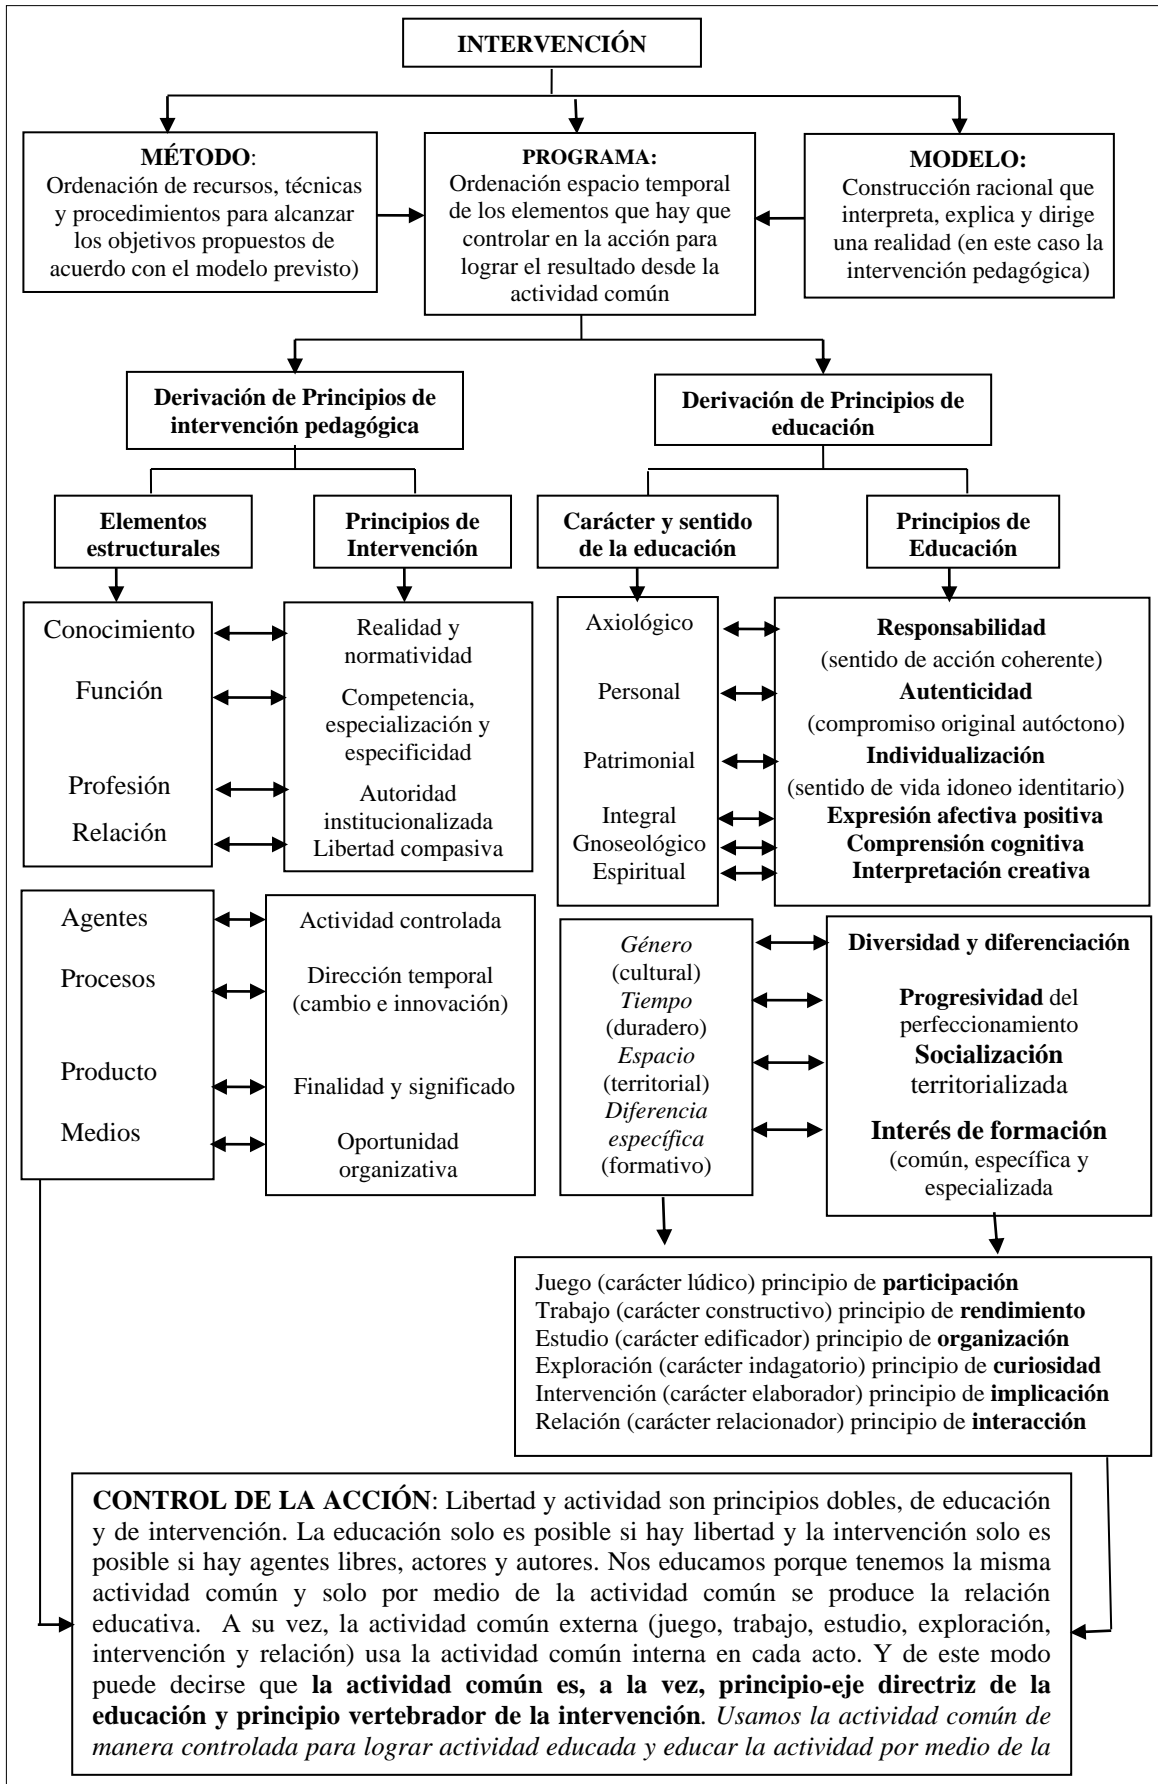 INTERVENCIÓN
MÉTODO:
Ordenación de recursos, técnicas
y procedimientos para alcanzar
los objetivos propuestos de
acuerdo con el modelo previsto)
PROGRAMA:
Ordenación espacio temporal
de los elementos que hay que
controlar en la acción para
lograr el resultado desde la
actividad común
MODELO:
Construcción racional que
interpreta, explica y dirige
una realidad (en este caso la
intervención pedagógica)
Derivación de Principios de
intervención pedagógica
Derivación de Principios de
educación
Elementos
estructurales
Principios de
Intervención
Carácter y sentido
de la educación
Principios de
Educación
Conocimiento
Función
Profesión
Relación
Realidad y
normatividad
Competencia,
especialización y
especificidad
Autoridad
institucionalizada
Libertad compasiva
Axiológico
Personal
Patrimonial
Integral
Gnoseológico
Espiritual
Responsabilidad
(sentido de acción coherente)
Autenticidad
(compromiso original autóctono)
Individualización
(sentido de vida idoneo identitario)
Expresión afectiva positiva
Comprensión cognitiva
Interpretación creativa
Agentes
Procesos
Producto
Medios
Actividad controlada
Dirección temporal
(cambio e innovación)
Finalidad y significado
Oportunidad
organizativa
Género
(cultural)
Tiempo
(duradero)
Espacio
(territorial)
Diferencia
específica
(formativo)
Diversidad y diferenciación
Progresividad del
perfeccionamiento
Socialización
territorializada
Interés de formación
(común, específica y
especializada
Juego (carácter lúdico) principio de participación
Trabajo (carácter constructivo) principio de rendimiento
Estudio (carácter edificador) principio de organización
Exploración (carácter indagatorio) principio de curiosidad
Intervención (carácter elaborador) principio de implicación
Relación (carácter relacionador) principio de interacción
CONTROL DE LA ACCIÓN: Libertad y actividad son principios dobles, de educación
y de intervención. La educación solo es posible si hay libertad y la intervención solo es
posible si hay agentes libres, actores y autores. Nos educamos porque tenemos la misma
actividad común y solo por medio de la actividad común se produce la relación
educativa. A su vez, la actividad común externa (juego, trabajo, estudio, exploración,
intervención y relación) usa la actividad común interna en cada acto. Y de este modo
puede decirse que la actividad común es, a la vez, principio-eje directriz de la
educación y principio vertebrador de la intervención. Usamos la actividad común de
manera controlada para lograr actividad educada y educar la actividad por medio de la